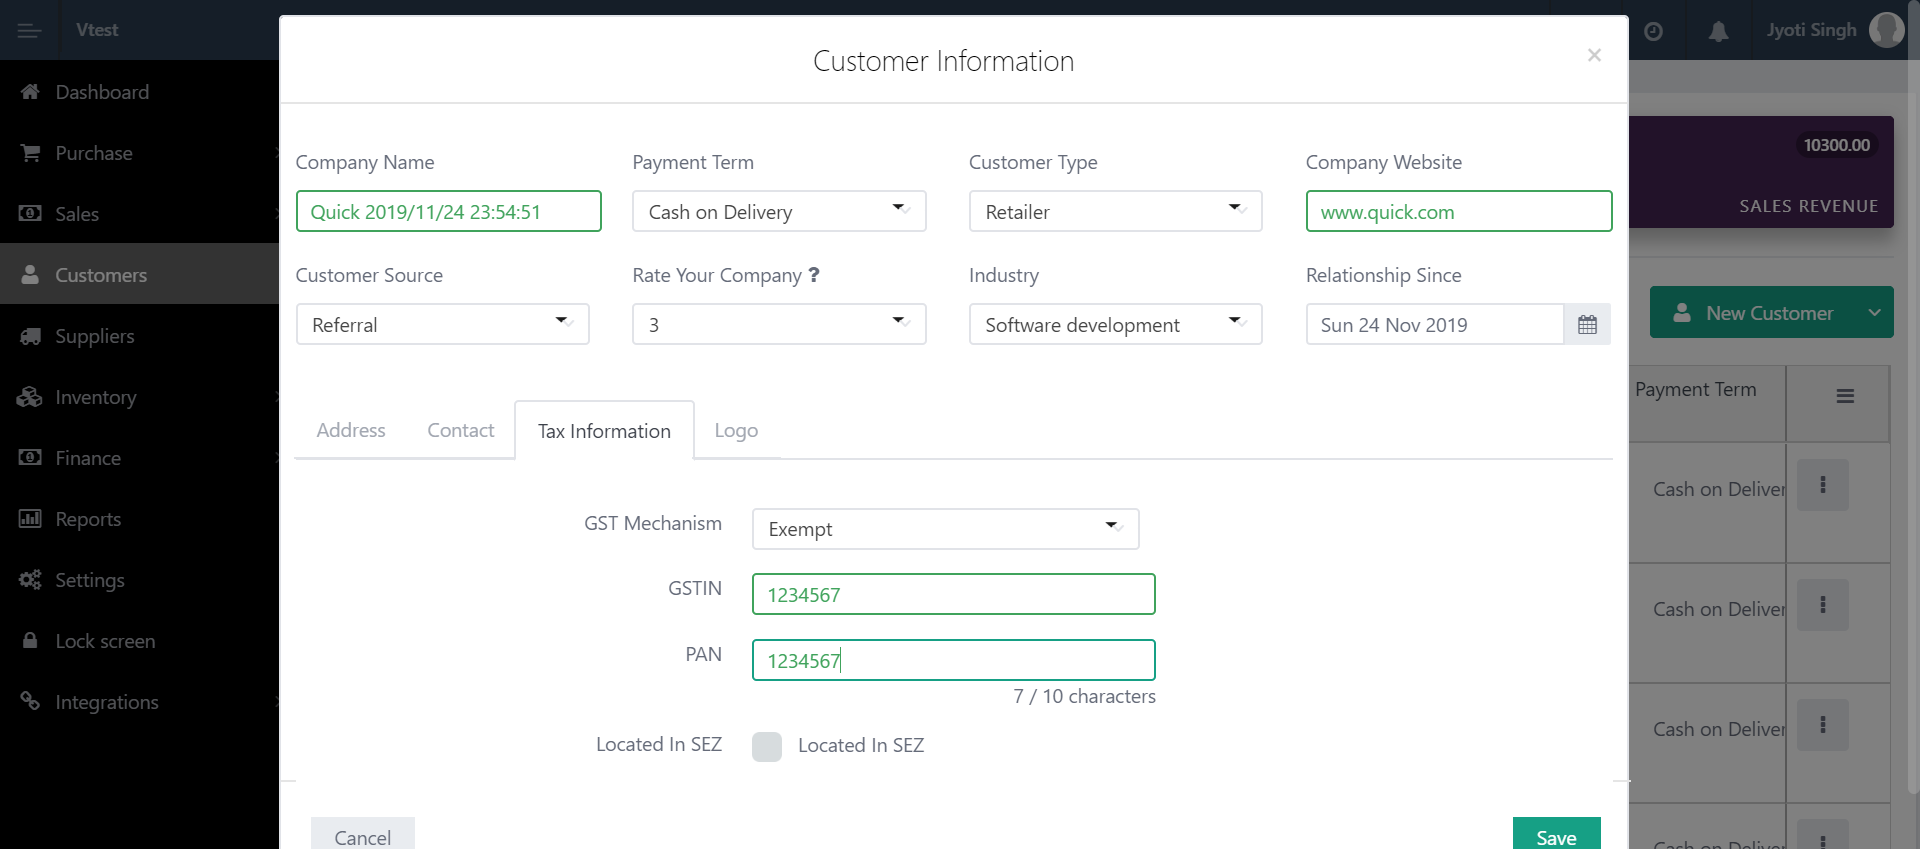 Vtest
Jyoti Singh
Dashboard
Purchase
Sales
Customers
Suppliers
Inventory
Finance
Reports
Settings
Lock screen
Integrations
Customer Information
×
Company Name
Payment Term
Customer Type
Company Website
Quick 2019/11/24 23:54:51
Cash on Delivery
Retailer
www.quick.com
Customer Source
Rate Your Company ?
Industry
Relationship Since
Referral
3
Software development
Sun 24 Nov 2019
Address
Contact
Tax Information
Logo
GST Mechanism
Exempt
GSTIN
1234567
PAN
1234567
7 / 10 characters
Located In SEZ
Located In SEZ
Cancel
Save
10300.00
SALES REVENUE
New Customer
Payment Term
Cash on Deliver
Cash on Deliver
Cash on Deliver
Cash on Deliver